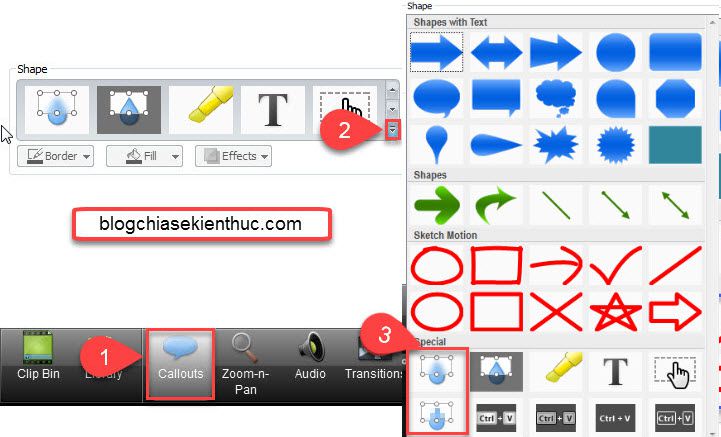 Shape
T
2
Border
Fill
Effects
blogchiasekienthuc.com
1
Clip Bin
Library
Callouts
Zoom-n-
Pan
Audio
Transitions
Shape
Shapes with Text
Shapes
Sketch Motion
3
Special
T
Ctrl + V
Ctrl + V
Ctrl + V
Ctrl + V